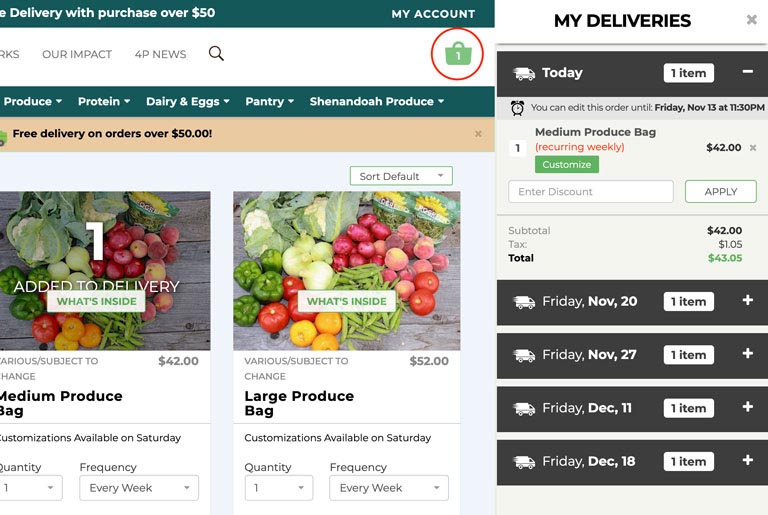 e Delivery with purchase over $50
MY ACCOUNT
RKS OUR IMPACT 4P NEWS
1
Produce Protein Dairy & Eggs Pantry Shenandoah Produce
Free delivery on orders over $50.00!
×
Sort Default
1
ADDED TO DELIVERY
WHAT'S INSIDE
VARIOUS/SUBJECT TO
CHANGE
$42.00
Medium Produce
Bag
Customizations Available on Saturday
Quantity Frequency
1 Every Week
WHAT'S INSIDE
VARIOUS/SUBJECT TO
CHANGE
$52.00
Large Produce
Bag
Customizations Available on Saturday
Quantity Frequency
1 Every Week
MY DELIVERIES ×
Today 1 item −
You can edit this order until: Friday, Nov 13 at 11:30PM
1 Medium Produce Bag
(recurring weekly) $42.00 ×
Customize
Enter Discount APPLY
Subtotal $42.00
Tax: $1.05
Total $43.05
Friday, Nov, 20 1 item +
Friday, Nov, 27 1 item +
Friday, Dec, 11 1 item +
Friday, Dec, 18 1 item +